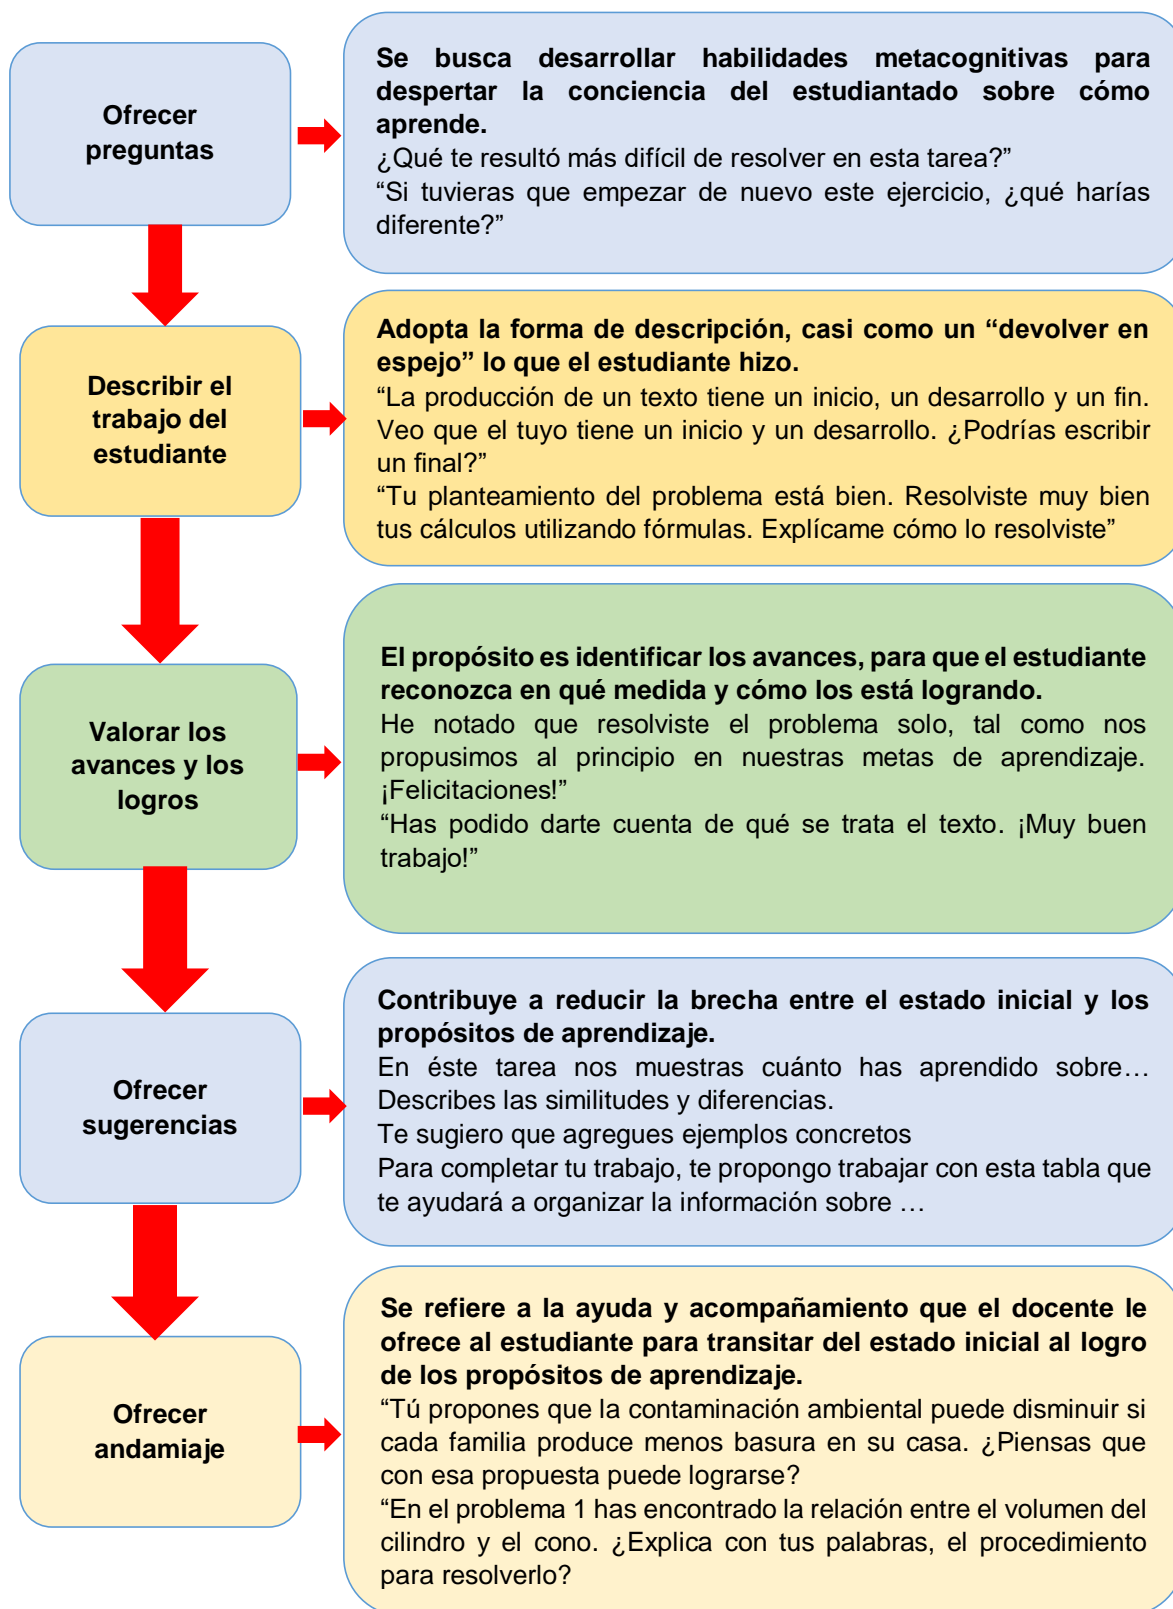 Ofrecer
preguntas
Se busca desarrollar habilidades metacognitivas para
despertar la conciencia del estudiantado sobre cómo
aprende.
¿Qué te resultó más difícil de resolver en esta tarea?”
“Si tuvieras que empezar de nuevo este ejercicio, ¿qué harías
diferente?”
Describir el
trabajo del
estudiante
Adopta la forma de descripción, casi como un “devolver en
espejo” lo que el estudiante hizo.
“La producción de un texto tiene un inicio, un desarrollo y un fin.
Veo que el tuyo tiene un inicio y un desarrollo. ¿Podrías escribir
un final?”
“Tu planteamiento del problema está bien. Resolviste muy bien
tus cálculos utilizando fórmulas. Explícame cómo lo resolviste”
Valorar los
avances y los
logros
El propósito es identificar los avances, para que el estudiante
reconozca en qué medida y cómo los está logrando.
He notado que resolviste el problema solo, tal como nos
propusimos al principio en nuestras metas de aprendizaje.
¡Felicitaciones!”
“Has podido darte cuenta de qué se trata el texto. ¡Muy buen
trabajo!”
Ofrecer
sugerencias
Contribuye a reducir la brecha entre el estado inicial y los
propósitos de aprendizaje.
En éste tarea nos muestras cuánto has aprendido sobre…
Describes las similitudes y diferencias.
Te sugiero que agregues ejemplos concretos
Para completar tu trabajo, te propongo trabajar con esta tabla que
te ayudará a organizar la información sobre …
Ofrecer
andamiaje
Se refiere a la ayuda y acompañamiento que el docente le
ofrece al estudiante para transitar del estado inicial al logro
de los propósitos de aprendizaje.
“Tú propones que la contaminación ambiental puede disminuir si
cada familia produce menos basura en su casa. ¿Piensas que
con esa propuesta puede lograrse?
“En el problema 1 has encontrado la relación entre el volumen del
cilindro y el cono. ¿Explica con tus palabras, el procedimiento
para resolverlo?